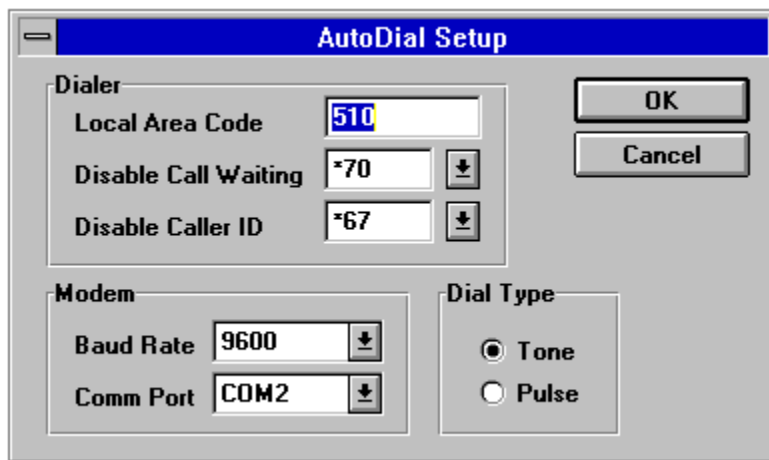 AutoDial Setup
Dialer
Local Area Code 510
Disable Call Waiting *70
Disable Caller ID *67
OK
Cancel
Modem
Baud Rate 9600
Comm Port COM2
Dial Type
Tone
Pulse